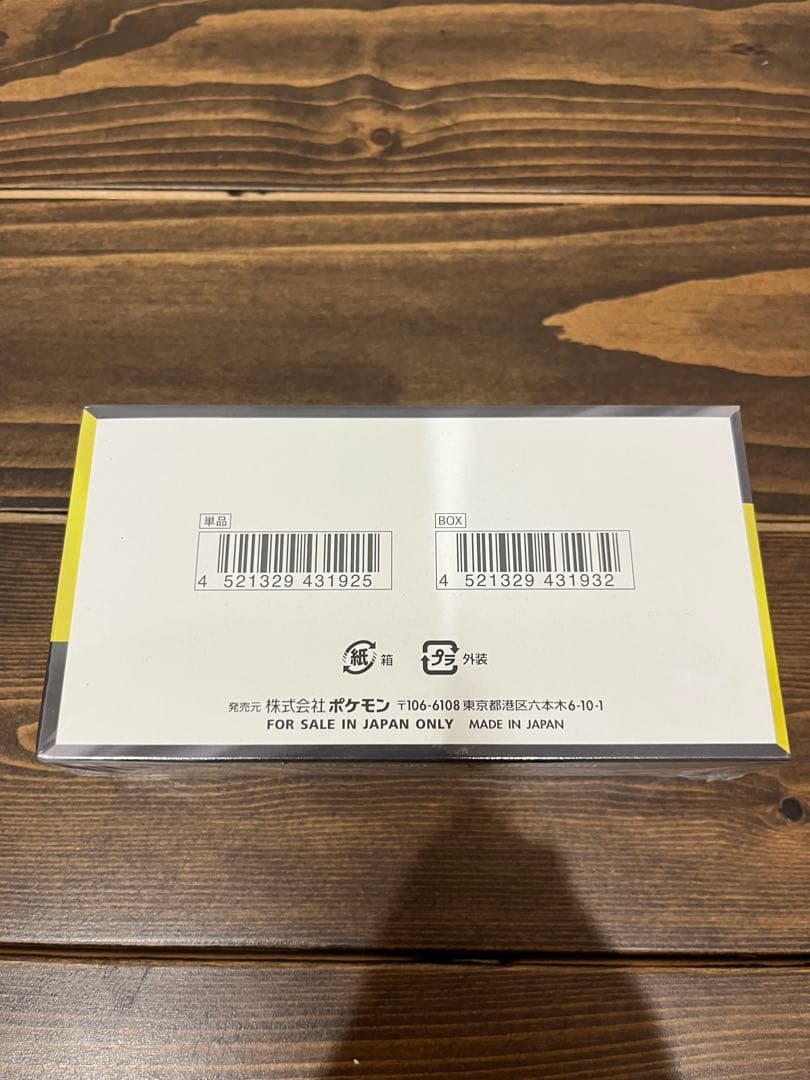 単品
4 521329 431925
BOX
4 521329 431932
紙 箱
プラ 外装
発売元 株式会社 ポケモン 〒106-6108 東京都港区六本木6-10-1
FOR SALE IN JAPAN ONLY MADE IN JAPAN